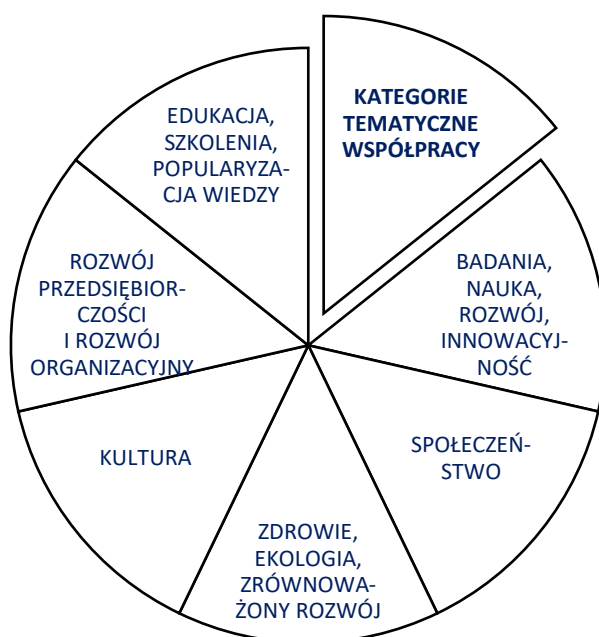 KATEGORIE
TEMATYCZNE
WSPÓŁPRACY
BADANIA,
NAUKA,
ROZWÓJ,
INNOWACYJ-
NOŚĆ
SPOŁECZEŃ-
STWO
ZDROWIE,
EKOLOGIA,
ZRÓWNOWA-
ŻONY ROZWÓJ
KULTURA
ROZWÓJ
PRZEDSIĘBIOR-
CZOŚCI
I ROZWÓJ
ORGANIZACYJNY
EDUKACJA,
SZKOLENIA,
POPULARYZA-
CJA WIEDZY